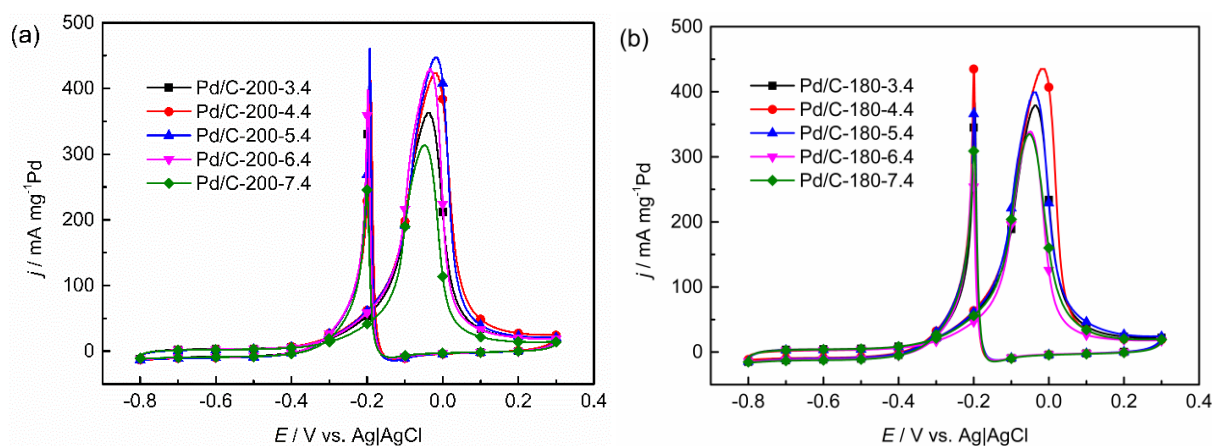 (a)
500
400
300
200
100
0
j / mA mg-1Pd
Pd/C-200-3.4
Pd/C-200-4.4
Pd/C-200-5.4
Pd/C-200-6.4
Pd/C-200-7.4
-0.8 -0.6 -0.4 -0.2 0.0 0.2 0.4
E / V vs. Ag|AgCl
(b)
500
400
300
200
100
0
j / mA mg-1Pd
Pd/C-180-3.4
Pd/C-180-4.4
Pd/C-180-5.4
Pd/C-180-6.4
Pd/C-180-7.4
-0.8 -0.6 -0.4 -0.2 0.0 0.2 0.4
E / V vs. Ag|AgCl